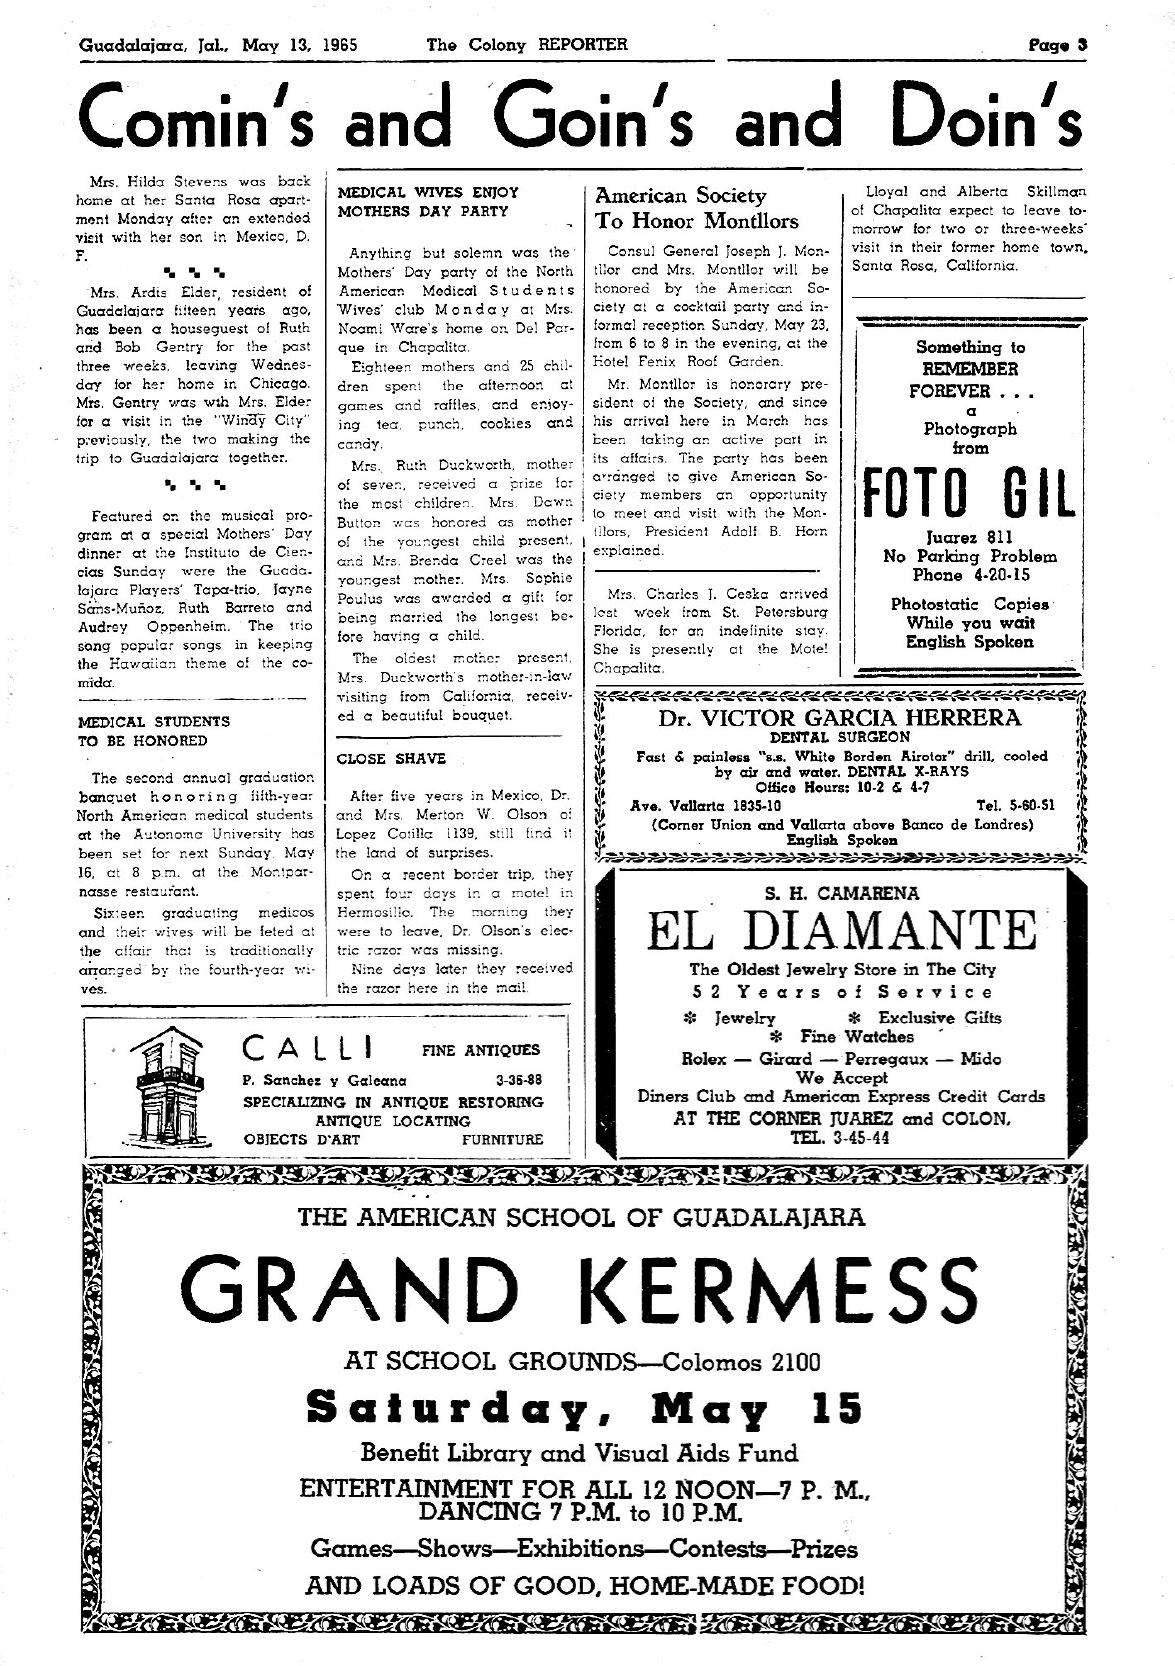 Guadalajara, Jal., May 13, 1965 The Colony REPORTER Page 3
Comin's and Goin's and Doin's
Mrs. Hilda Stevens was back
home at her Santa Rosa apart-
ment Monday after an extended
visit with her son in Mexico, D.
F.
Mrs. Ardis Elder, resident of
Guadalajara fifteen years ago,
has been a houseguest of Ruth
and Bob Gentry for the past
three weeks, leaving Wednes-
day for her home in Chicago.
Mrs. Gentry was wth Mrs. Elder
for a visit in the "Windy City"
previously, the two making the
trip to Guadalajara together.
Featured on the musical pro-
gram at a special Mothers' Day
dinner at the Instituto de Cien-
cias Sunday were the Guada-
lajara Players' Tapa-trio, Jayne
Sáns-Muñoz, Ruth Barreto and
Audrey Oppenheim. The trio
song popular songs in keeping
the Hawaiian theme of the co-
mida.
MEDICAL STUDENTS
TO BE HONORED
The second annual graduation
banquet honoring fifth-year
North American medical students
at the Autonoma University has
been set for next Sunday, May
16, at 8 p.m. at the Montpar-
nasse restaurant.
Sixteen graduating medicos
and their wives will be feted at
the affair that is traditionally
arranged by the fourth-year wi-
ves.
MEDICAL WIVES ENJOY
MOTHERS DAY PARTY
Anything but solemn was the
Mothers' Day party of the North
American Medical Students
Wives' club Monday at Mrs.
Noami Ware's home on Del Par-
que in Chapalita.
Eighteen mothers and 25 chil-
dren spent the afternoon at
games and raffles, and enjoy-
ing tea, punch, cookies and
candy.
Mrs. Ruth Duckworth, mother
of seven, received a prize for
the most children. Mrs. Dawn
Button was honored as mother
of the youngest child present,
and Mrs. Brenda Creel was the
youngest mother. Mrs. Sophie
Poulus was awarded a gift for
being married the longest be-
fore having a child.
The oldest mother present,
Mrs. Duckworth's mother-in-law
visiting from California, receiv-
ed a beautiful bouquet.
CLOSE SHAVE
After five years in Mexico, Dr.
and Mrs. Merton W. Olson of
Lopez Cotilla 1139, still find it
the land of surprises.
On a recent border trip, they
spent four days in a motel in
Hermosillo. The morning they
were to leave, Dr. Olson's elec-
tric razor was missing.
Nine days later they received
the razor here in the mail.
American Society
To Honor Montllors
Consul General Joseph J. Mon-
tllor and Mrs. Montllor will be
honored by the American So-
ciety at a cocktail party and in-
formal reception Sunday, May 23,
from 6 to 8 in the evening, at the
Hotel Fenix Roof Garden.
Mr. Montllor is honorary pre-
sident of the Society, and since
his arrival here in March has
been taking an active part in
its affairs. The party has been
arranged to give American So-
ciety members an opportunity
to meet and visit with the Mon-
tllors, President Adolf B. Horn
explained.
Mrs. Charles J. Ceska arrived
last week from St. Petersburg
Florida, for an indefinite stay.
She is presently at the Motel
Chapalita.
Lloyal and Alberta Skillman
of Chapalita expect to leave to-
morrow for two or three-weeks'
visit in their former home town,
Santa Rosa, California.
Something to
REMEMBER
FOREVER . . .
a
Photograph
from
FOTO GIL
Juarez 811
No Parking Problem
Phone 4-20-15
Photostatic Copies
While you wait
English Spoken
Dr. VICTOR GARCIA HERRERA
DENTAL SURGEON
Fast & painless "s.s. White Borden Airotor" drill, cooled
by air and water. DENTAL X-RAYS
Office Hours: 10-2 & 4-7
Ave. Vallarta 1835-10 Tel. 5-60-51
(Corner Union and Vallarta above Banco de Londres)
English Spoken
S. H. CAMARENA
EL DIAMANTE
The Oldest Jewelry Store in The City
52 Years of Service
* Jewelry * Exclusive Gifts
* Fine Watches
Rolex — Girard — Perregaux — Mido
We Accept
Diners Club and American Express Credit Cards
AT THE CORNER JUAREZ and COLON,
TEL. 3-45-44
CALLI FINE ANTIQUES
P. Sanchez y Galeana 3-36-88
SPECIALIZING IN ANTIQUE RESTORING
ANTIQUE LOCATING
OBJECTS D'ART FURNITURE
THE AMERICAN SCHOOL OF GUADALAJARA
GRAND KERMESS
AT SCHOOL GROUNDS—Colomos 2100
Saturday, May 15
Benefit Library and Visual Aids Fund
ENTERTAINMENT FOR ALL 12 NOON—7 P. M.,
DANCING 7 P.M. to 10 P.M.
Games—Shows—Exhibitions—Contests—Prizes
AND LOADS OF GOOD, HOME-MADE FOOD!